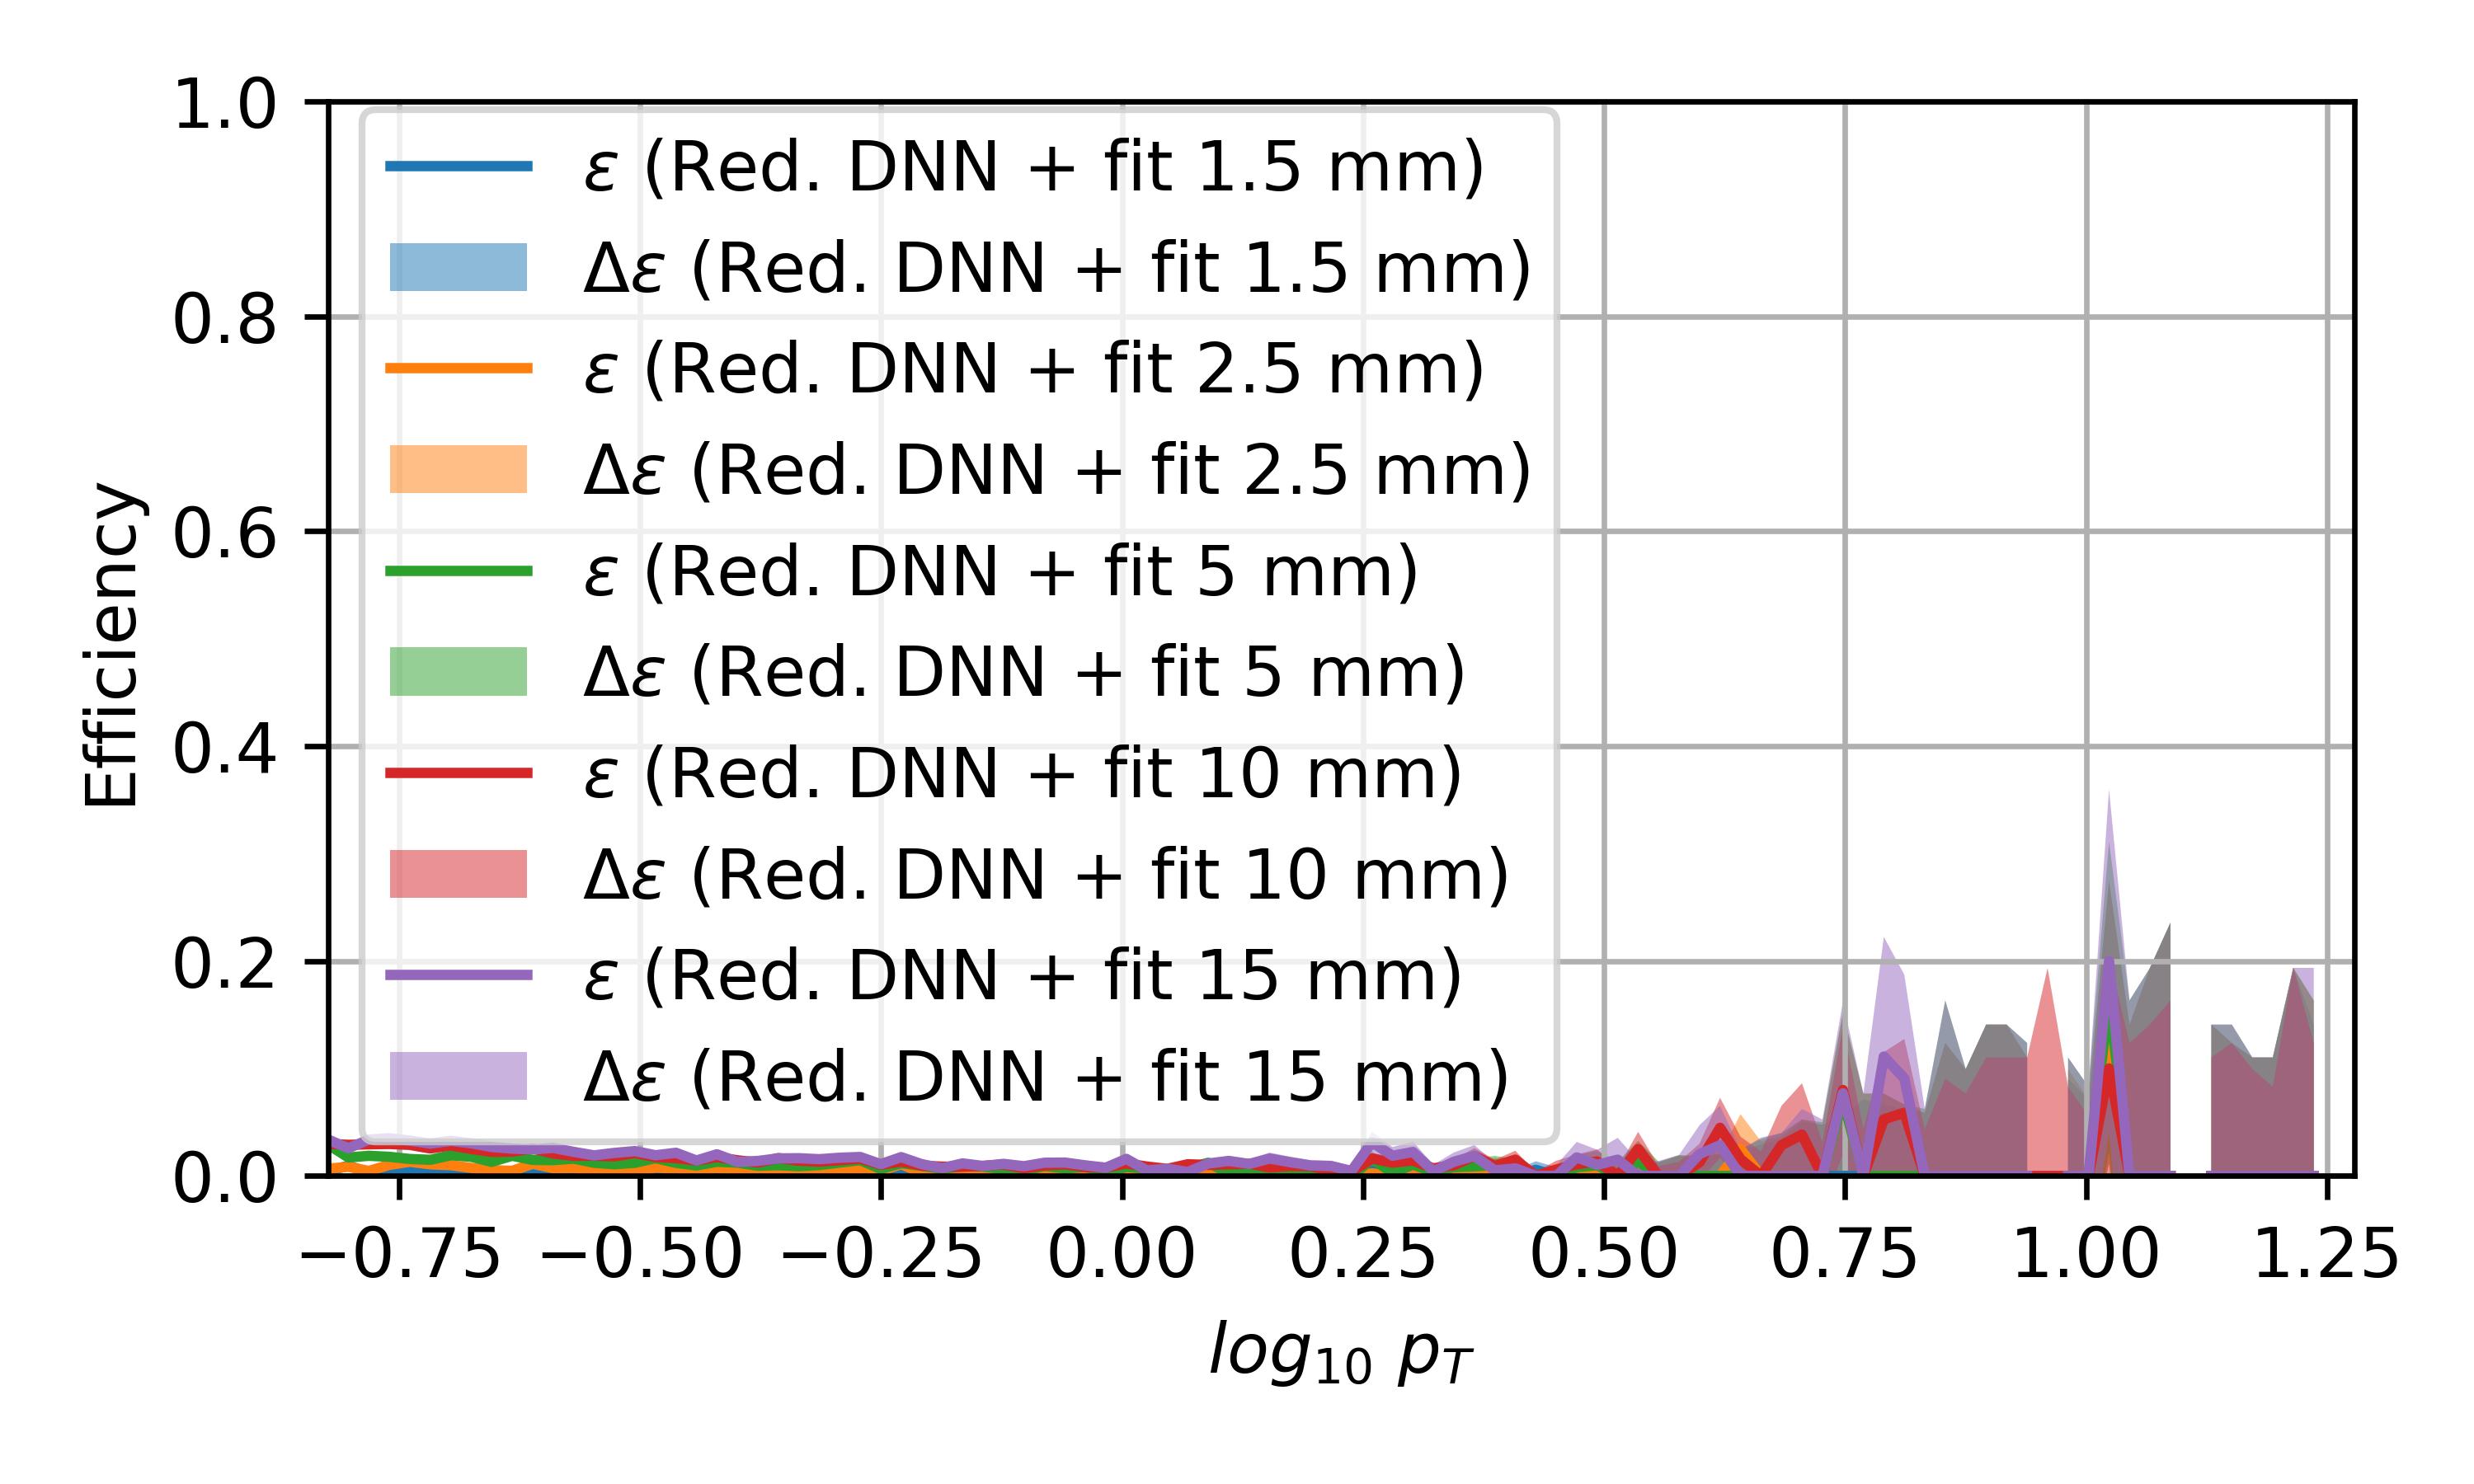 1.0
0.8
0.6
0.4
0.2
0.0
Efficiency
ε (Red. DNN + fit 1.5 mm)
Δε (Red. DNN + fit 1.5 mm)
ε (Red. DNN + fit 2.5 mm)
Δε (Red. DNN + fit 2.5 mm)
ε (Red. DNN + fit 5 mm)
Δε (Red. DNN + fit 5 mm)
ε (Red. DNN + fit 10 mm)
Δε (Red. DNN + fit 10 mm)
ε (Red. DNN + fit 15 mm)
Δε (Red. DNN + fit 15 mm)
−0.75 −0.50 −0.25 0.00 0.25 0.50 0.75 1.00 1.25
log₁₀ p_T